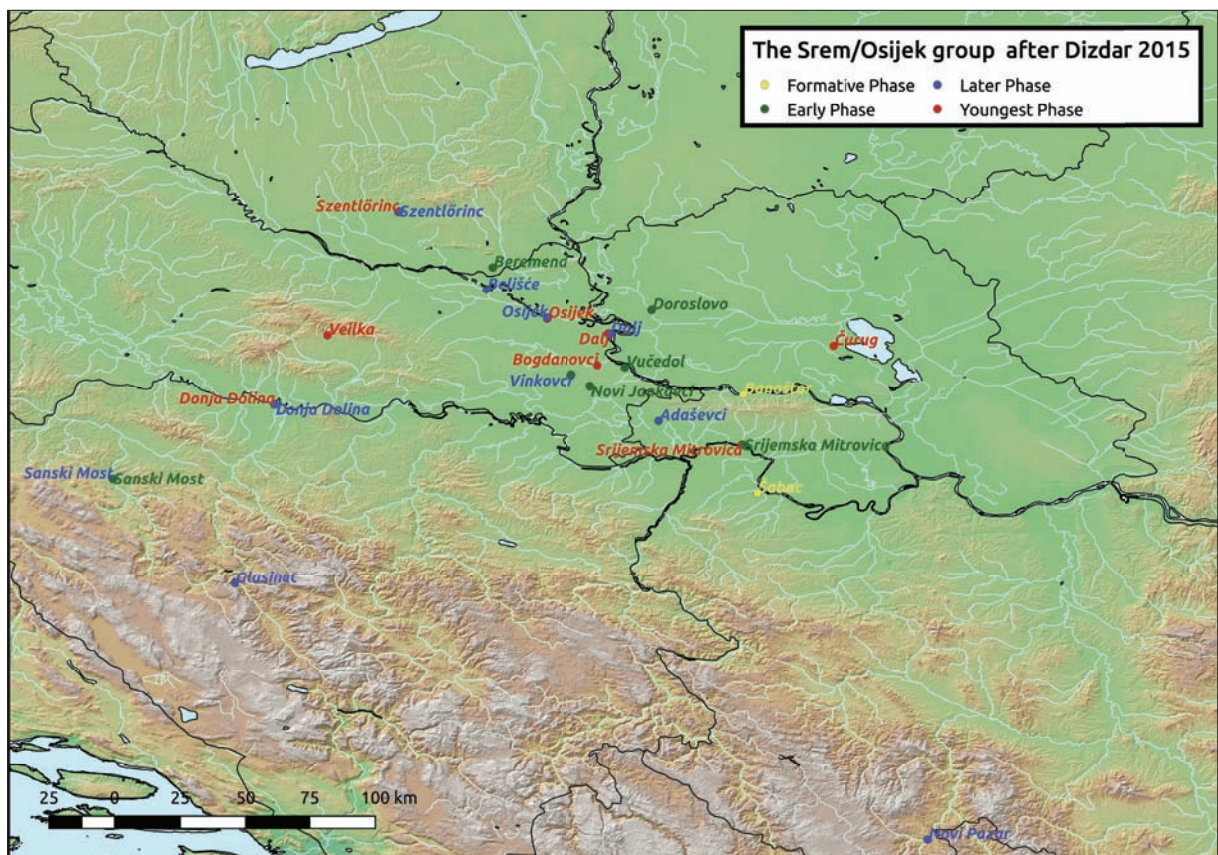 The Srem/Osijek group after Dizdar 2015
Formative Phase
Later Phase
Early Phase
Youngest Phase
Szentlőrinc
Szentlőrinc
Beremend
Belišće
Doroslovo
Osijek
Osijek
Dalj
Dalj
Veilka
Čurug
Bogdanovci
Vučedol
Vinkovci
Novi Jankovci
Banoštor
Donja Dolina
Donja Dolina
Adaševci
Srijemska Mitrovica
Srijemska Mitrovica
Sanski Most
Sanski Most
Šabac
Glasinac
25 0 25 50 75 100 km
Novi Pazar